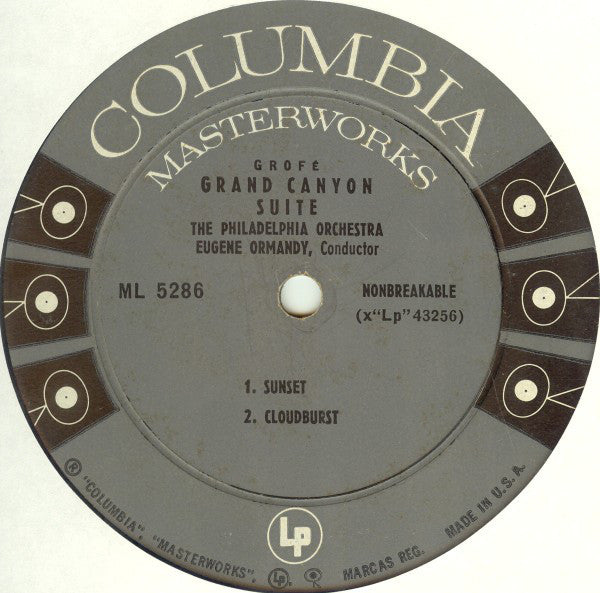 COLUMBIA
MASTERWORKS
GROFÉ
GRAND CANYON
SUITE
THE PHILADELPHIA ORCHESTRA
EUGENE ORMANDY, Conductor
ML 5286
NONBREAKABLE
(x"Lp" 43256)
1. SUNSET
2. CLOUDBURST
Lp
® "COLUMBIA", "MASTERWORKS", Lp, MARCAS REG. MADE IN U.S.A.